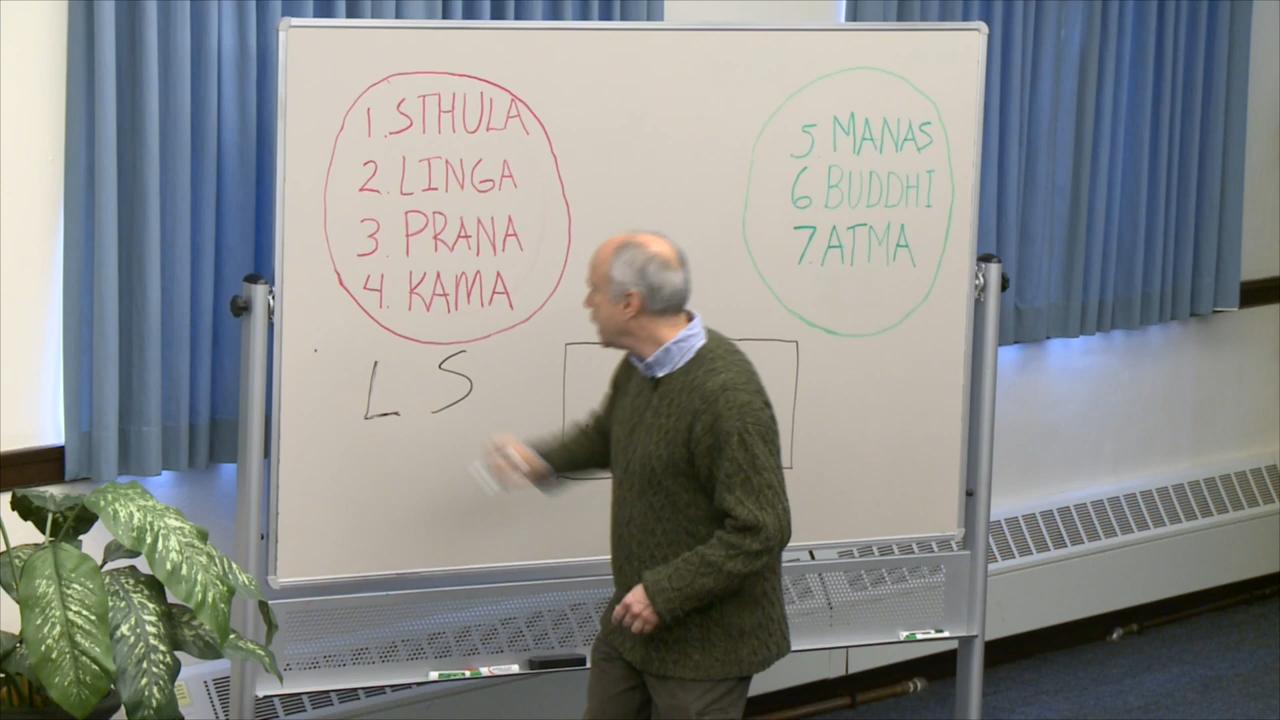 1. STHULA
2. LINGA
3. PRANA
4. KAMA
L S
5. MANAS
6 BUDDHI
7. ATMA